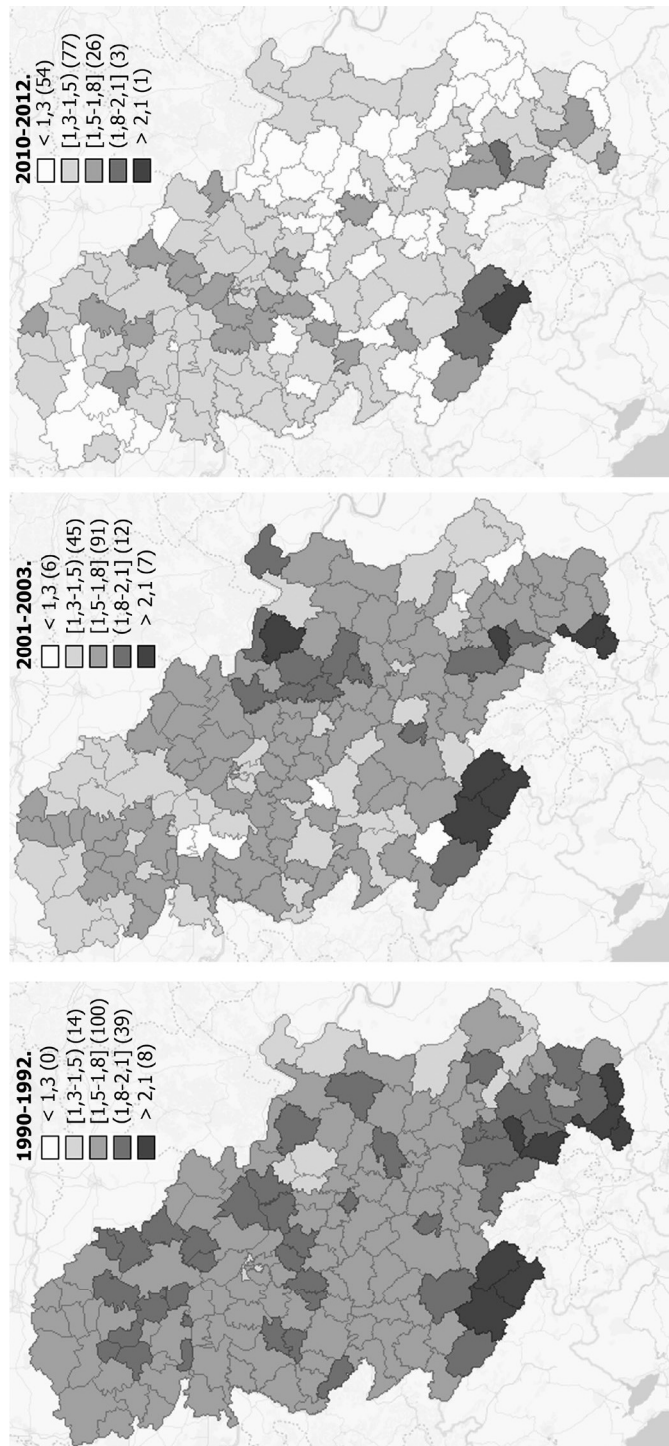 1990-1992.
< 1,3 (0)
[1,3-1,5) (14)
[1,5-1,8] (100)
(1,8-2,1] (39)
> 2,1 (8)
2001-2003.
< 1,3 (6)
[1,3-1,5) (45)
[1,5-1,8] (91)
(1,8-2,1] (12)
> 2,1 (7)
2010-2012.
< 1,3 (54)
[1,3-1,5) (77)
[1,5-1,8] (26)
(1,8-2,1] (3)
> 2,1 (1)